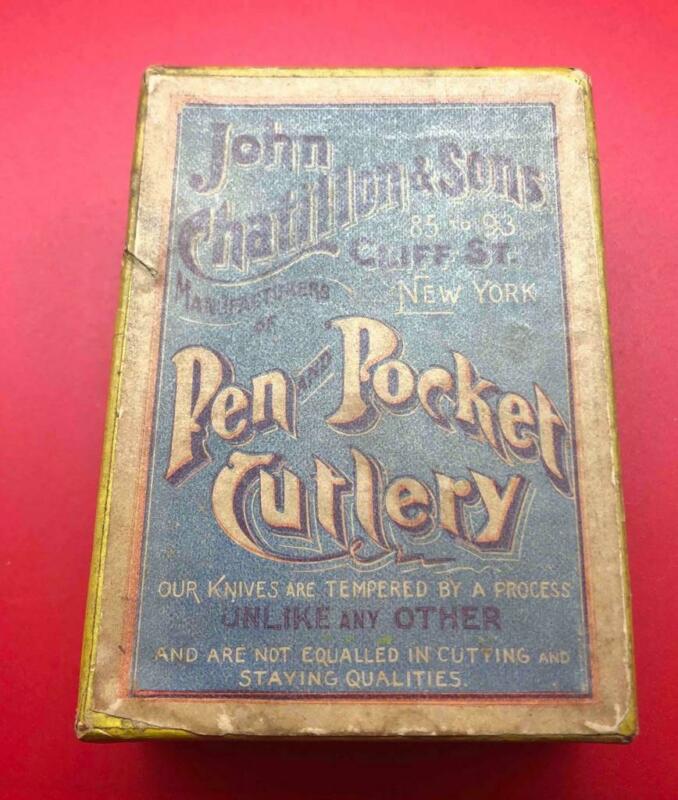 John
Chatillon & Sons
85 to 93
CLIFF ST.
MANUFACTURERS
OF
NEW YORK
Pen AND Pocket
Cutlery
OUR KNIVES ARE TEMPERED BY A PROCESS
UNLIKE ANY OTHER
AND ARE NOT EQUALLED IN CUTTING AND
STAYING QUALITIES.